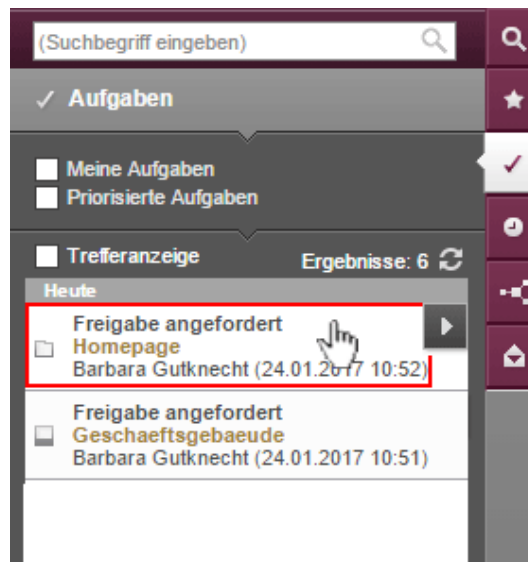 (Suchbegriff eingeben)
Aufgaben
Meine Aufgaben
Priorisierte Aufgaben
Trefferanzeige
Ergebnisse: 6
Heute
Freigabe angefordert
Homepage
Barbara Gutknecht (24.01.2017 10:52)
Freigabe angefordert
Geschaeftsgebaeude
Barbara Gutknecht (24.01.2017 10:51)